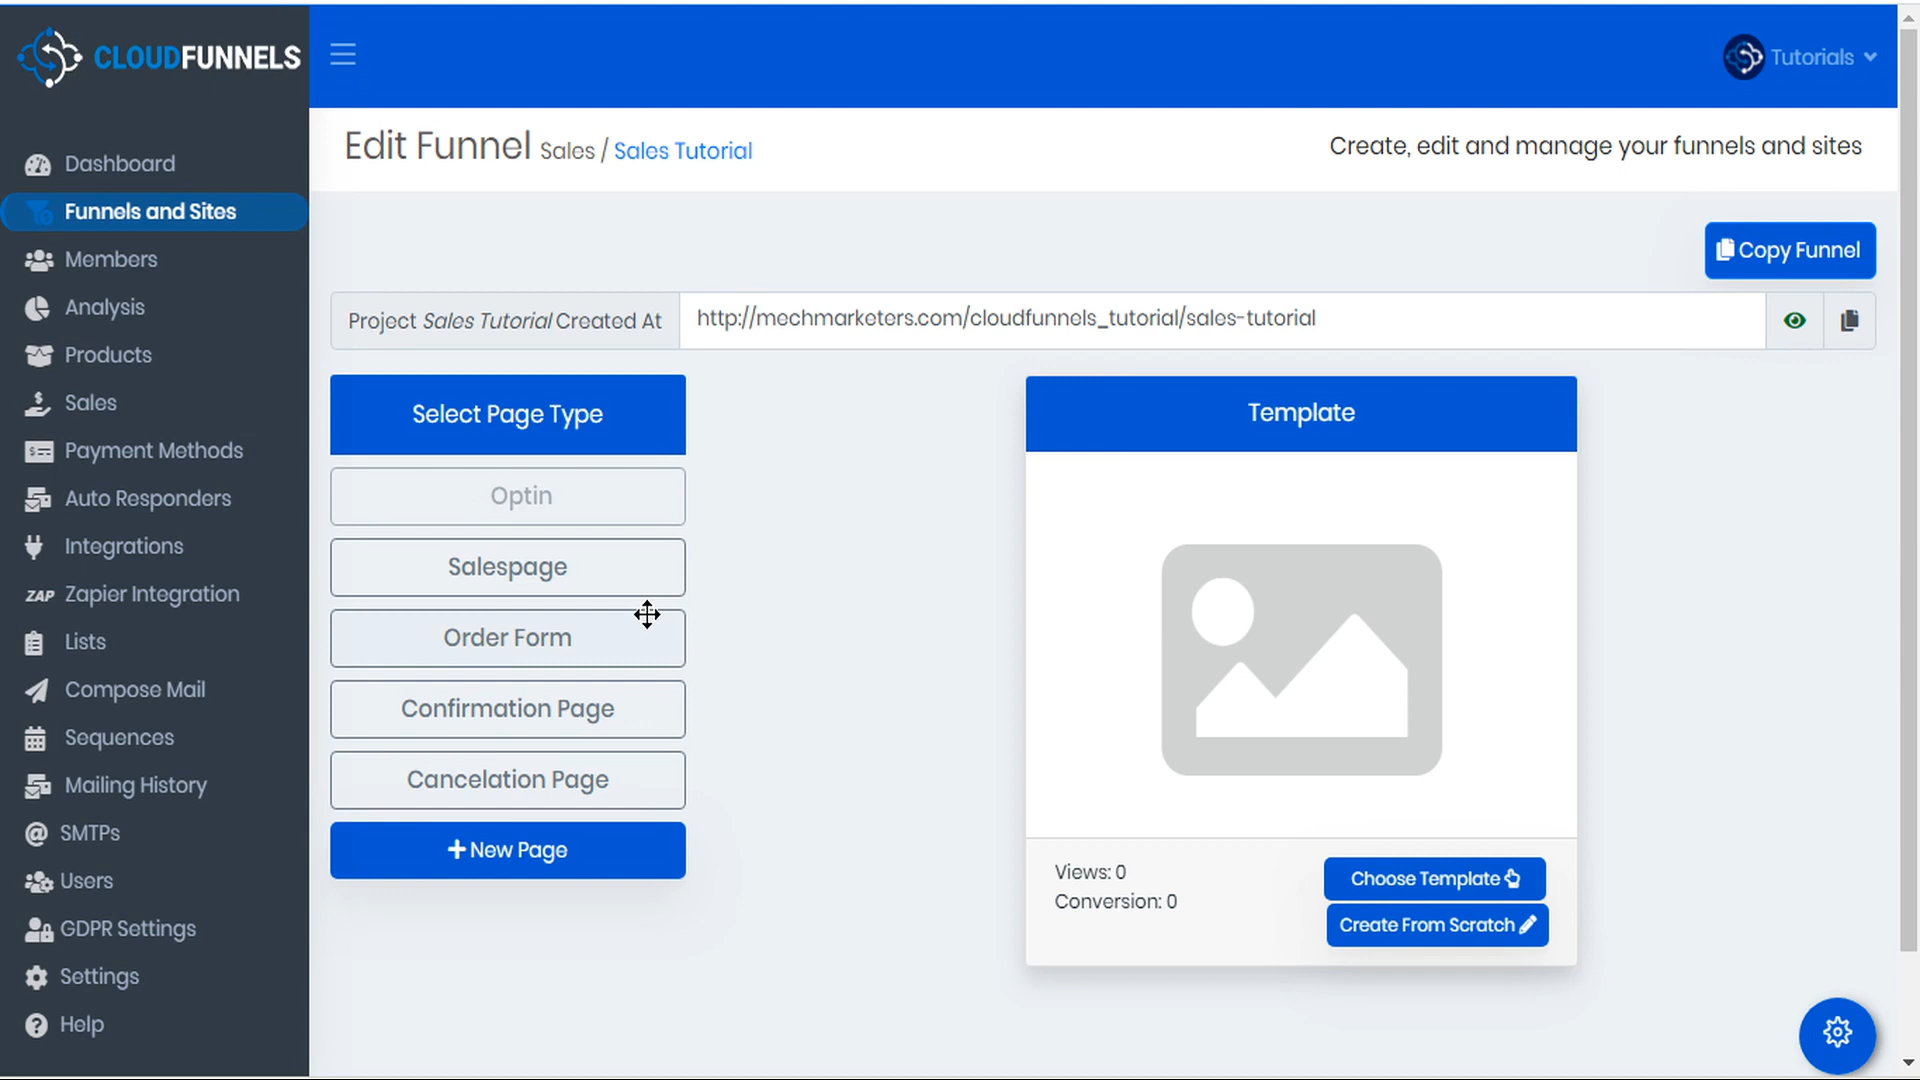 CLOUDFUNNELS
Tutorials
Dashboard
Funnels and Sites
Members
Analysis
Products
Sales
Payment Methods
Auto Responders
Integrations
ZAP Zapier Integration
Lists
Compose Mail
Sequences
Mailing History
SMTPs
Users
GDPR Settings
Settings
Help
Edit Funnel Sales / Sales Tutorial
Create, edit and manage your funnels and sites
Copy Funnel
Project Sales Tutorial Created At
http://mechmarketers.com/cloudfunnels_tutorial/sales-tutorial
Select Page Type
Optin
Salespage
Order Form
Confirmation Page
Cancelation Page
+ New Page
Template
Views: 0
Conversion: 0
Choose Template
Create From Scratch